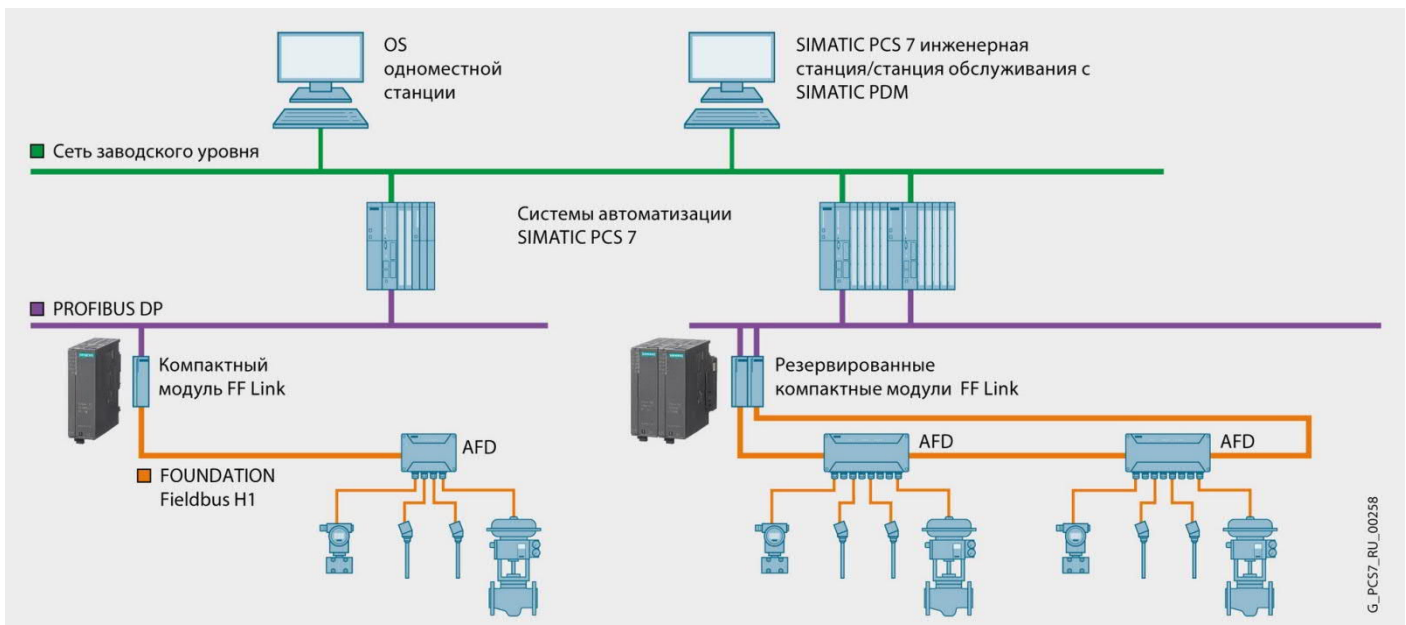 OS
одноместной
станции
SIMATIC PCS 7 инженерная
станция/станция обслуживания с
SIMATIC PDM
Сеть заводского уровня
Системы автоматизации
SIMATIC PCS 7
PROFIBUS DP
Компактный
модуль FF Link
Резервированные
компактные модули FF Link
AFD
AFD
AFD
FOUNDATION
Fieldbus H1
G_PCS7_RU_00258